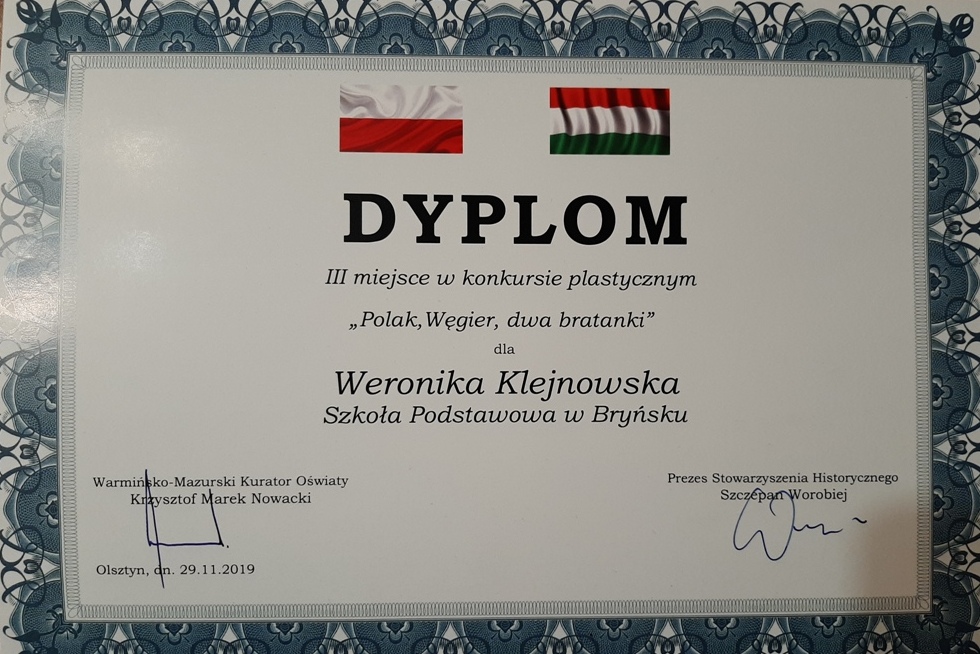 DYPLOM
III miejsce w konkursie plastycznym
„Polak,Węgier, dwa bratanki”
dla
Weronika Klejnowska
Szkoła Podstawowa w Bryńsku
Warmińsko-Mazurski Kurator Oświaty
Krzysztof Marek Nowacki
Prezes Stowarzyszenia Historycznego
Szczepan Worobiej
Olsztyn, dn. 29.11.2019